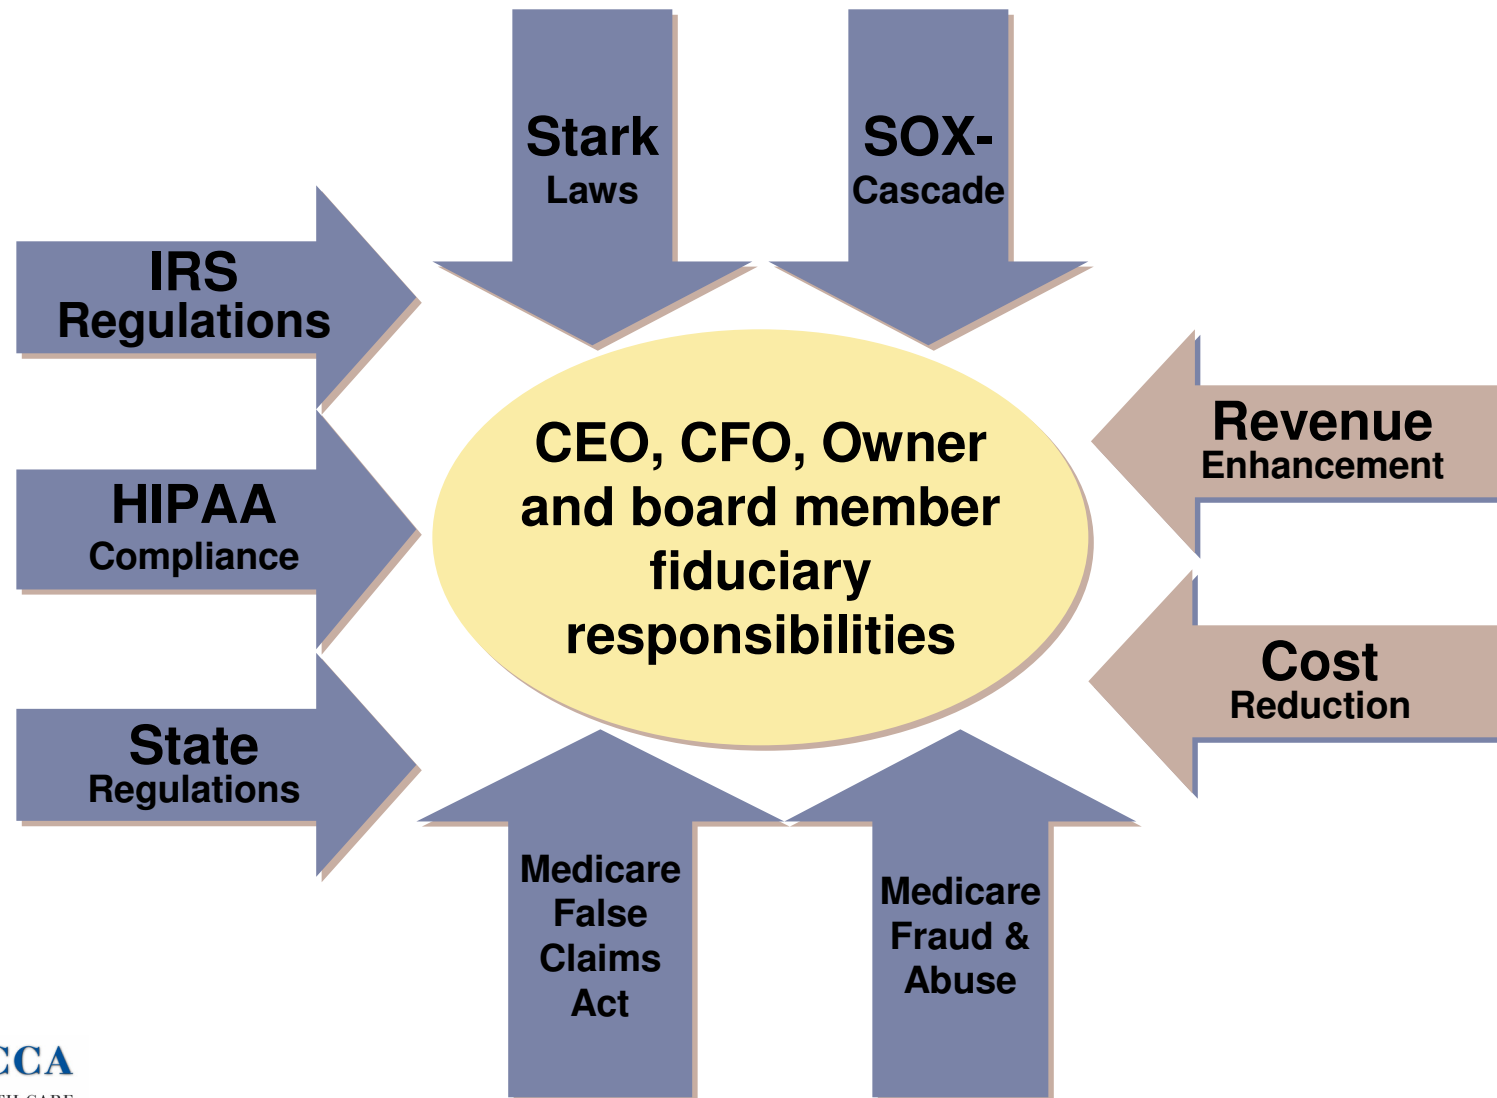 Stark
Laws
SOX-
Cascade
IRS
Regulations
HIPAA
Compliance
State
Regulations
CEO, CFO, Owner
and board member
fiduciary
responsibilities
Revenue
Enhancement
Cost
Reduction
Medicare
False
Claims
Act
Medicare
Fraud &
Abuse
CCA
CARE